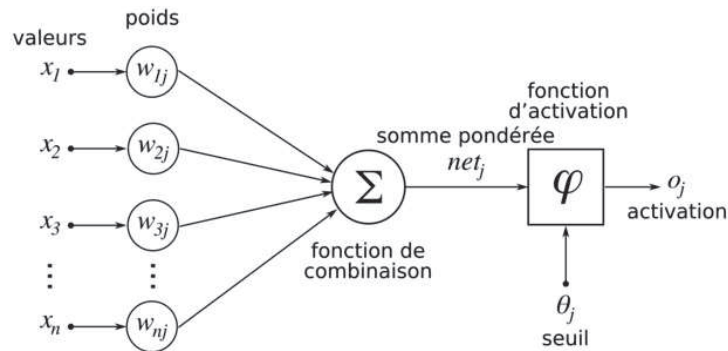 poids
valeurs
x₁
w₁ⱼ
x₂
w₂ⱼ
x₃
w₃ⱼ
xₙ
wₙⱼ
Σ
fonction de
combinaison
somme pondérée
netⱼ
fonction
d'activation
φ
oⱼ
activation
θⱼ
seuil